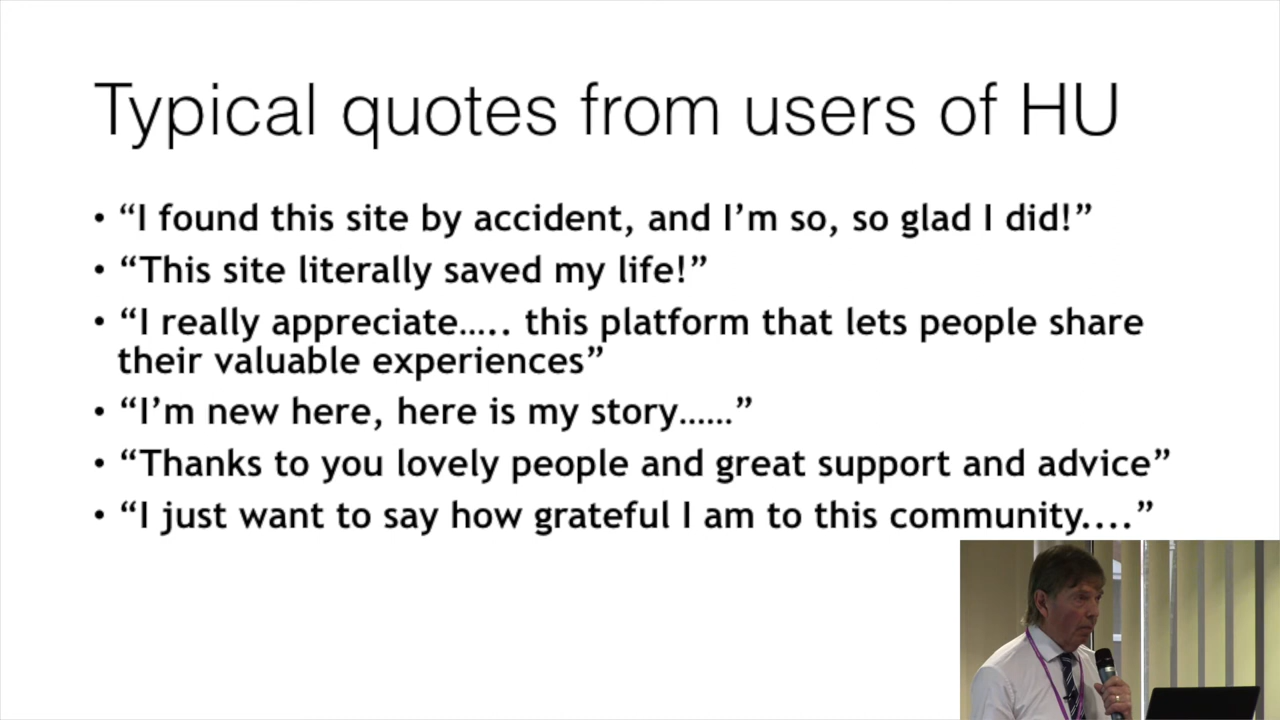 Typical quotes from users of HU
• “I found this site by accident, and I’m so, so glad I did!”
• “This site literally saved my life!”
• “I really appreciate….. this platform that lets people share
their valuable experiences”
• “I’m new here, here is my story……”
• “Thanks to you lovely people and great support and advice”
• “I just want to say how grateful I am to this community....”